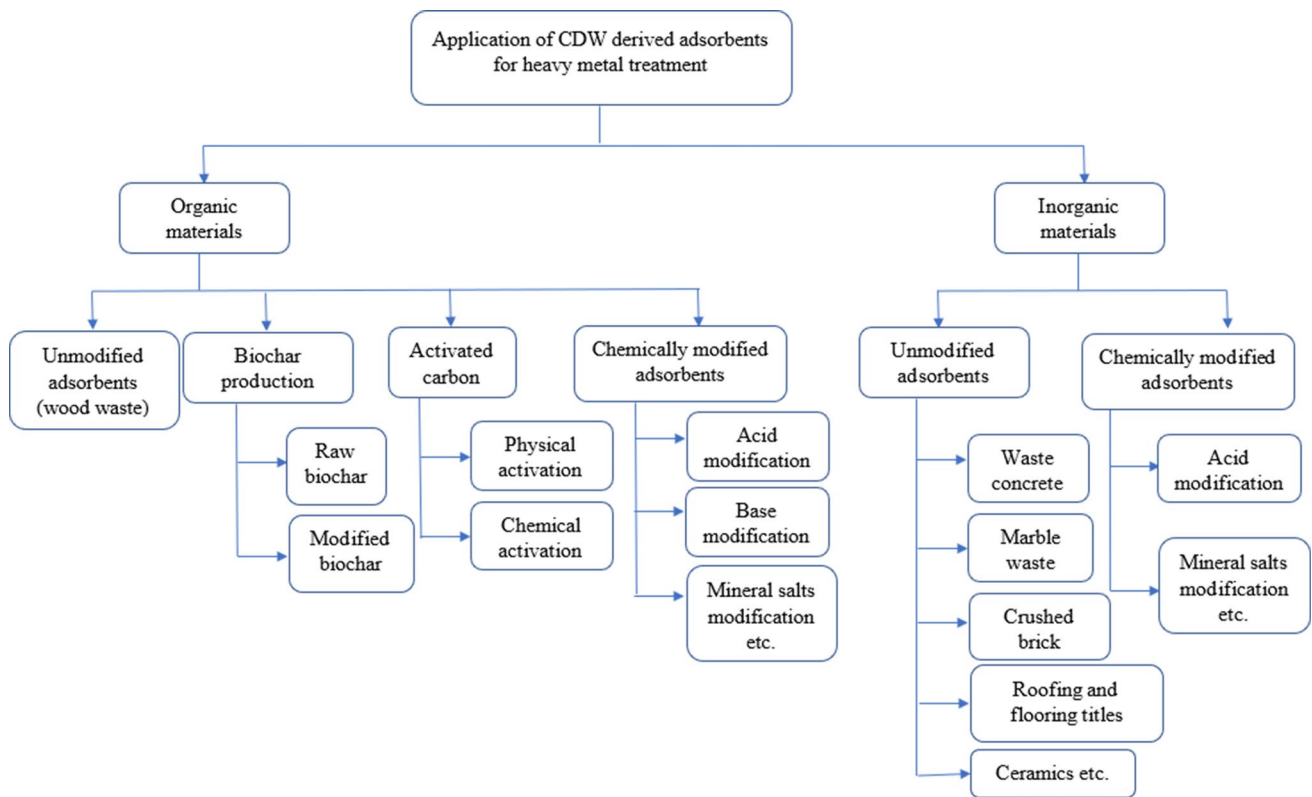 Application of CDW derived adsorbents
for heavy metal treatment
Organic
materials
Inorganic
materials
Unmodified
adsorbents
(wood waste)
Biochar
production
Activated
carbon
Chemically modified
adsorbents
Unmodified
adsorbents
Chemically modified
adsorbents
Raw
biochar
Modified
biochar
Physical
activation
Chemical
activation
Acid
modification
Base
modification
Mineral salts
modification
etc.
Waste
concrete
Marble
waste
Crushed
brick
Roofing and
flooring titles
Ceramics etc.
Acid
modification
Mineral salts
modification
etc.